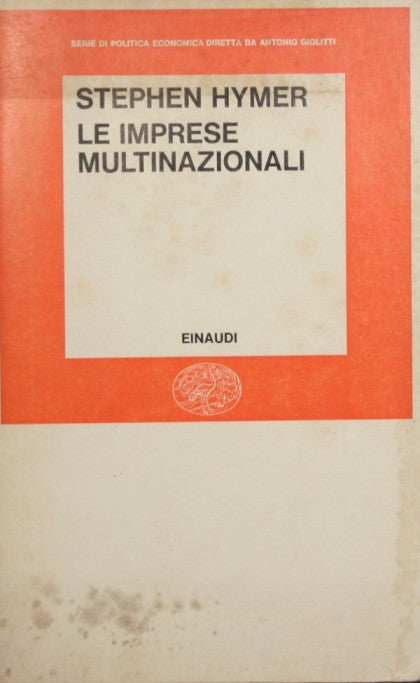 SERIE DI POLITICA ECONOMICA DIRETTA DA ANTONIO GIOLITTI
STEPHEN HYMER
LE IMPRESE
MULTINAZIONALI
EINAUDI